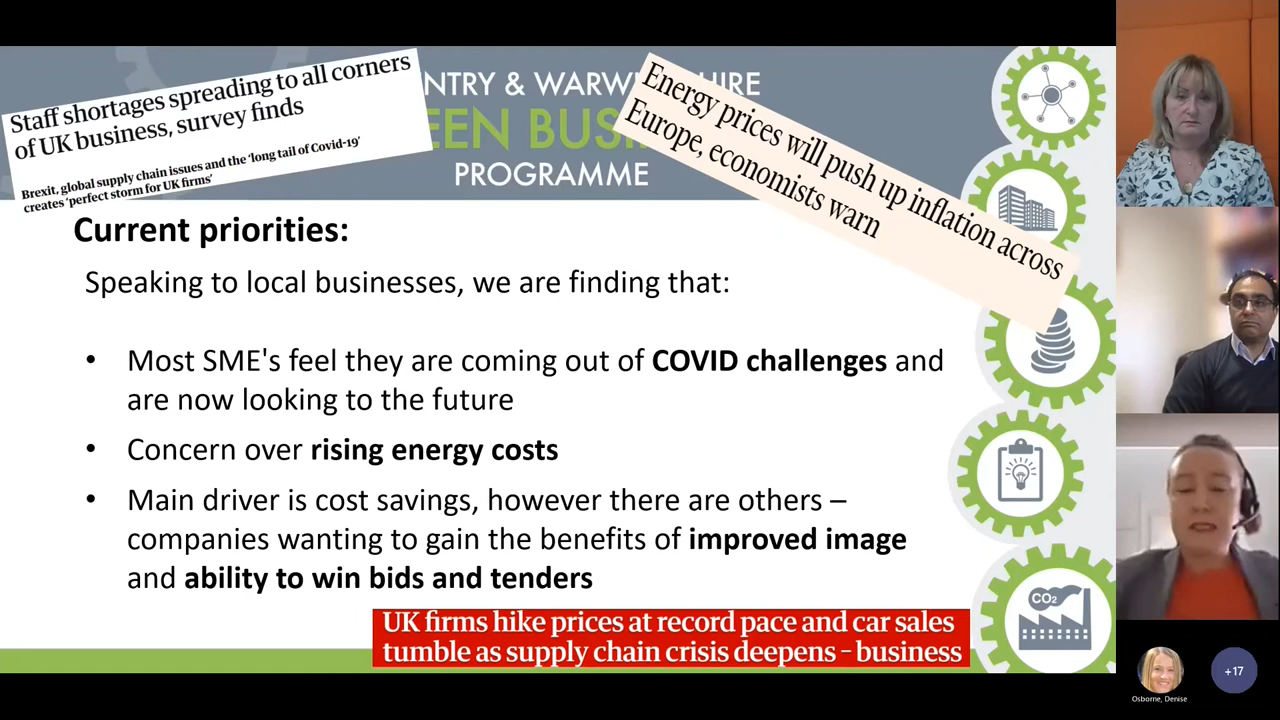 Staff shortages spreading to all corners
of UK business, survey finds
Brexit, global supply chain issues and the 'long tail of Covid-19'
creates 'perfect storm for UK firms'
NTRY & WARW HIRE
EEN BUSI
PROGRAMME
Energy prices will push up inflation across
Europe, economists warn
Current priorities:
Speaking to local businesses, we are finding that:
• Most SME's feel they are coming out of COVID challenges and
are now looking to the future
• Concern over rising energy costs
• Main driver is cost savings, however there are others –
companies wanting to gain the benefits of improved image
and ability to win bids and tenders
CO2
UK firms hike prices at record pace and car sales
tumble as supply chain crisis deepens – business
Osborne, Denise
+17